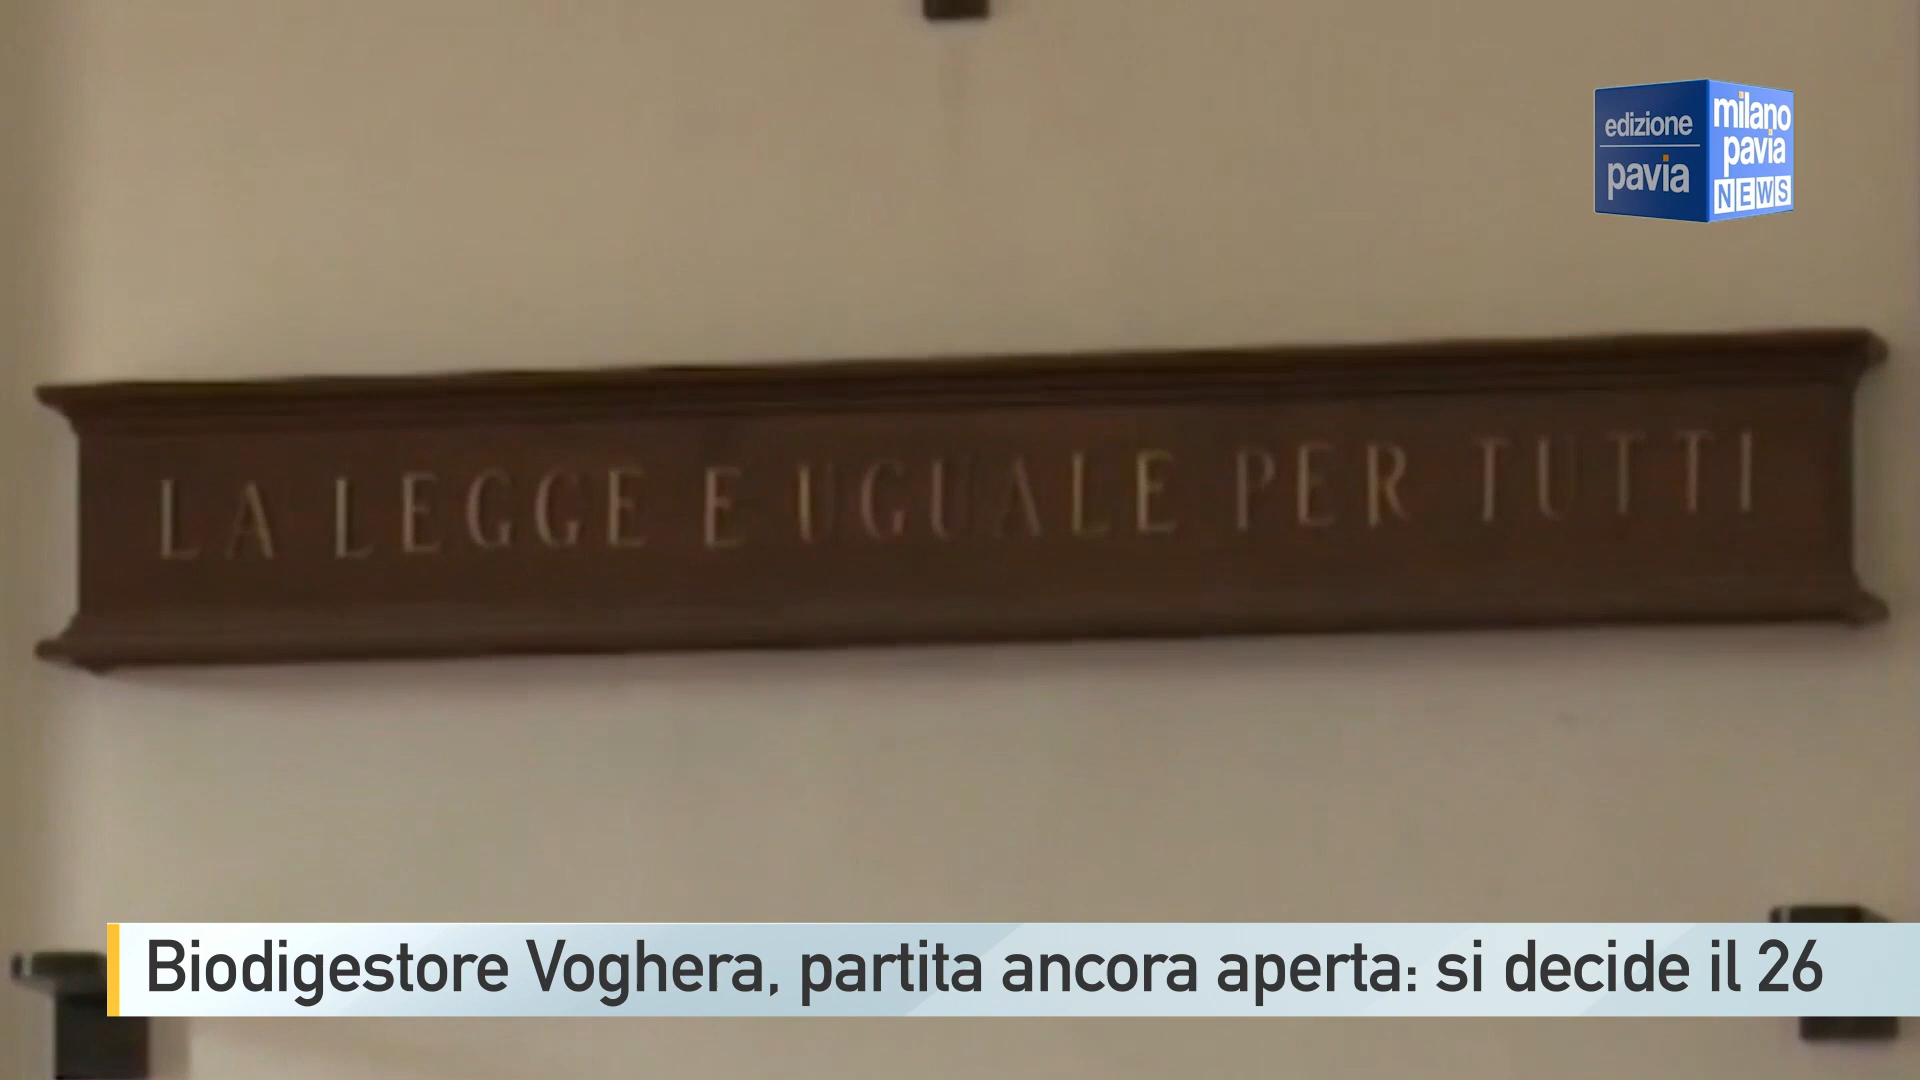 edizione
pavia
milano
pavia
NEWS
LA LEGGE E UGUALE PER TUTTI
Biodigestore Voghera, partita ancora aperta: si decide il 26